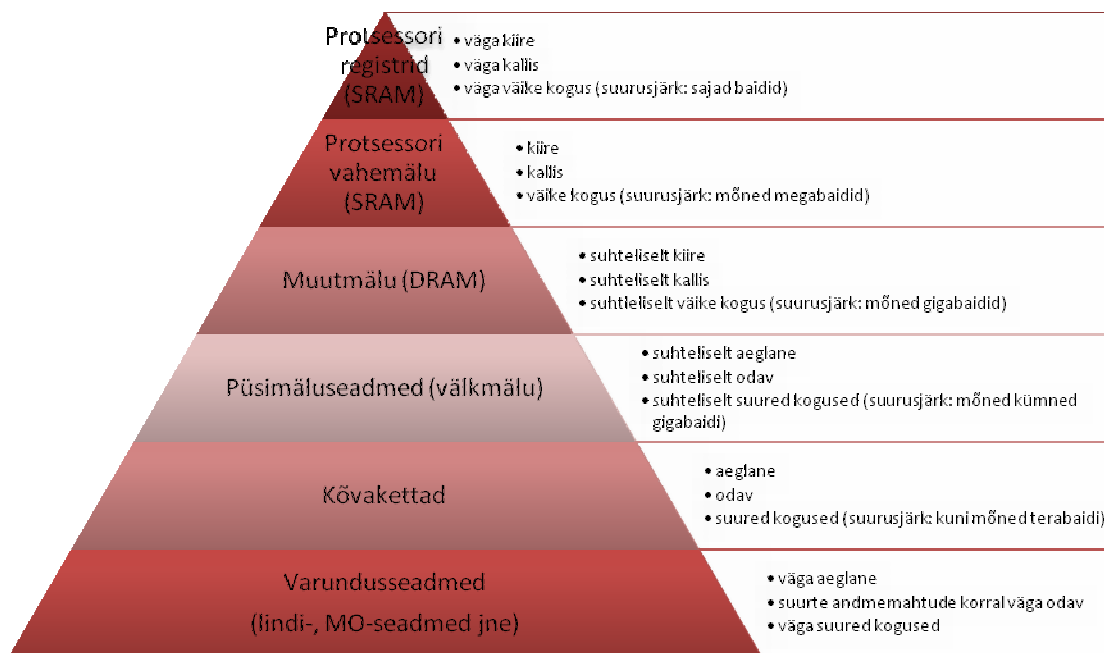 Protsessori
registrid
(SRAM)
• väga kiire
• väga kallis
• väga väike kogus (suurusjärk: sajad baidid)
Protsessori
vahemälu
(SRAM)
• kiire
• kallis
• väike kogus (suurusjärk: mõned megabaidid)
Muutmälu (DRAM)
• suhteliselt kiire
• suhteliselt kallis
• suhtleliselt väike kogus (suurusjärk: mõned gigabaidid)
Püsimäluseadmed (välkmälu)
• suhteliselt aeglane
• suhteliselt odav
• suhteliselt suured kogused (suurusjärk: mõned kümned
gigabaidi)
Kõvakettad
• aeglane
• odav
• suured kogused (suurusjärk: kuni mõned terabaidi)
Varundusseadmed
(lindi-, MO-seadmed jne)
• väga aeglane
• suurte andmemahtude korral väga odav
• väga suured kogused